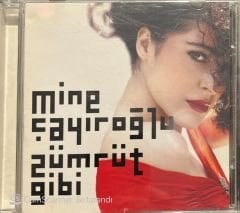 mine
çayıroğlu
zümrüt
gibi